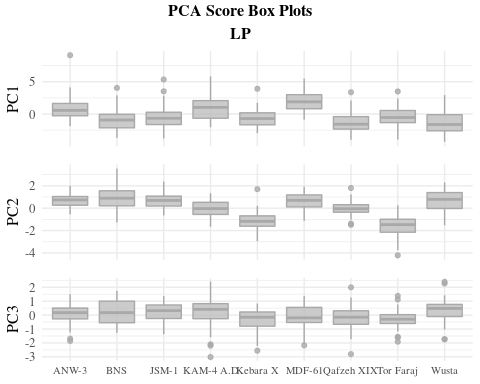 PCA Score Box Plots
LP
PC1
5
0
PC2
2
0
-2
-4
PC3
3
2
1
0
-1
-2
-3
ANW-3 BNS JSM-1 KAM-4 A.D Kebara X MDF-61 Qafzeh XIX Tor Faraj Wusta